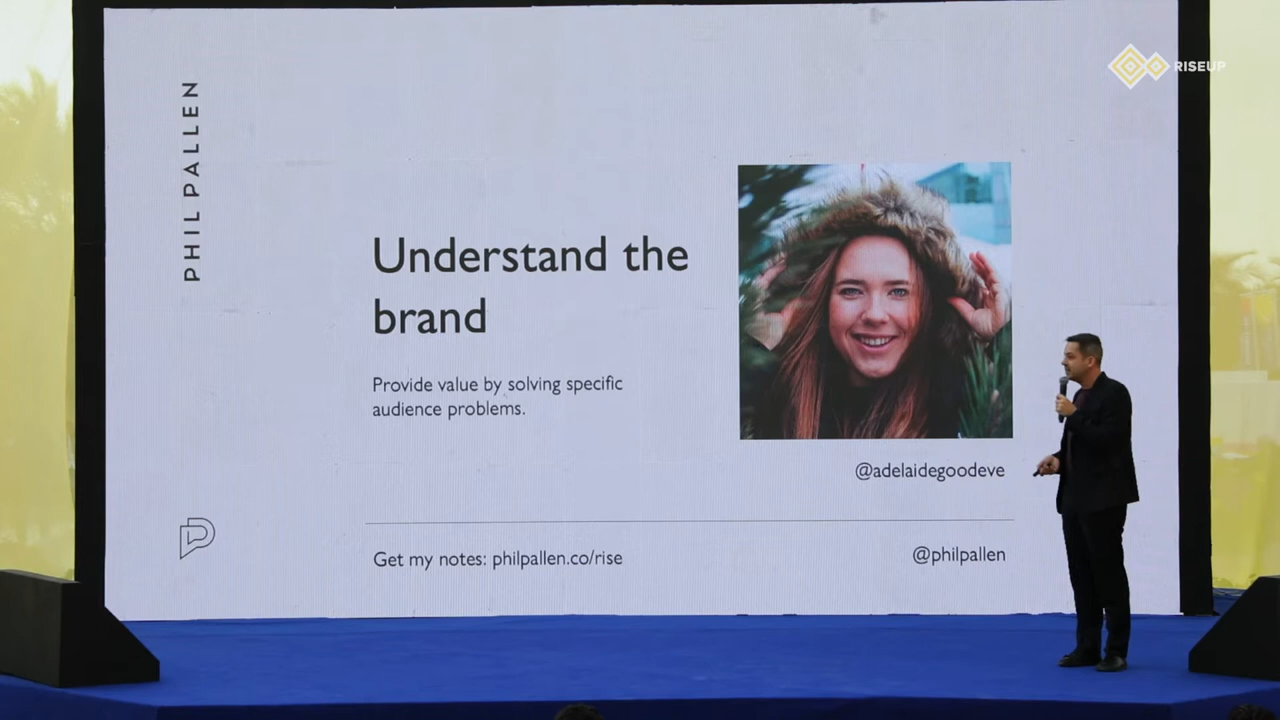 RISEUP
PHIL PALLEN
Understand the
brand
Provide value by solving specific
audience problems.
@adelaidegoodeve
Get my notes: philpallen.co/rise
@philpallen